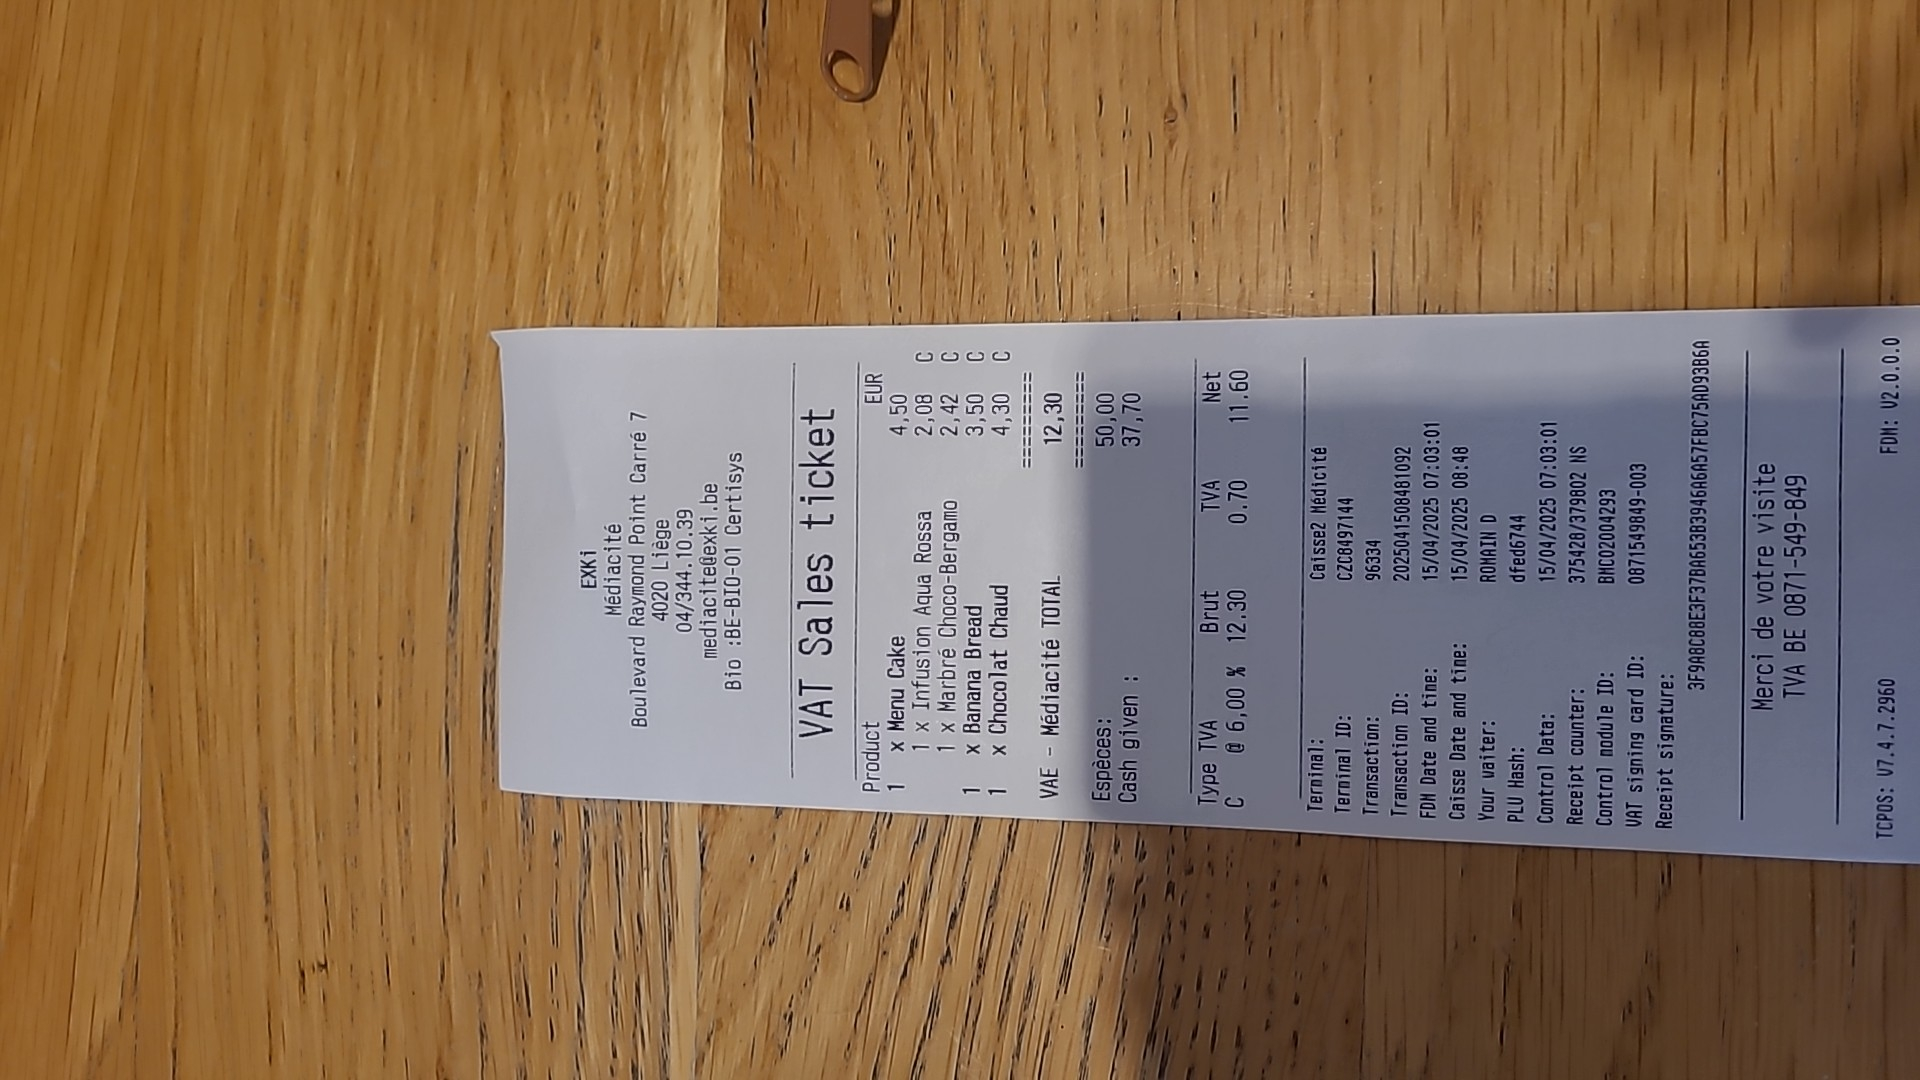 EXKi
Médiacité
Boulevard Raymond Point Carré 7
4020 Liège
04/344.10.39
mediacite@exki.be
Bio :BE-BIO-01 Certisys
VAT Sales ticket
Product EUR
1 x Menu Cake 4,50
1 x Infusion Aqua Rossa 2,08 C
1 x Marbré Choco-Bergamo 2,42 C
1 x Banana Bread 3,50 C
1 x Chocolat Chaud 4,30 C
========
VAE - Médiacité TOTAL 12,30
========
Espèces: 50,00
Cash given : 37,70
Type TVA Brut TVA Net
C @ 6,00 % 12.30 0.70 11.60
Terminal: Caisse2 Médicité
Terminal ID: CZC8497144
Transaction: 96334
Transaction ID: 20250415084841092
FDM Date and time: 15/04/2025 07:03:01
Caisse Date and time: 15/04/2025 08:48
Your waiter: ROMAIN D
PLU Hash: dfed6744
Control Data: 15/04/2025 07:03:01
Receipt counter: 375428/379802 NS
Control module ID: BMC02004293
VAT signing card ID: 0871549849-003
Receipt signature:
3F9A8C88E3F37BA653B3946A6A57FBC75AD93B6A
Merci de votre visite
TVA BE 0871-549-849
TCPOS: V7.4.7.2960 FDM: V2.0.0.0